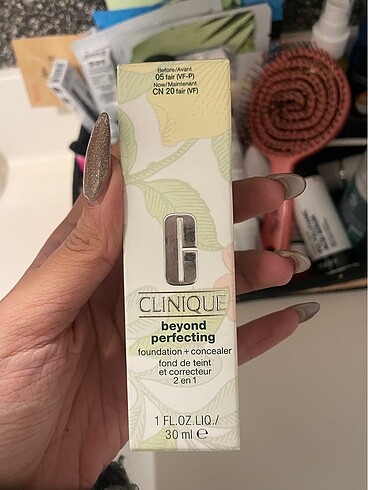 Before/Avant
05 fair (VF-P)
Now/Maintenant
CN 20 fair (VF)
CLINIQUE
beyond
perfecting
foundation + concealer
fond de teint
et correcteur
2 en 1
1 FL.OZ.LIQ./
30 ml ℮